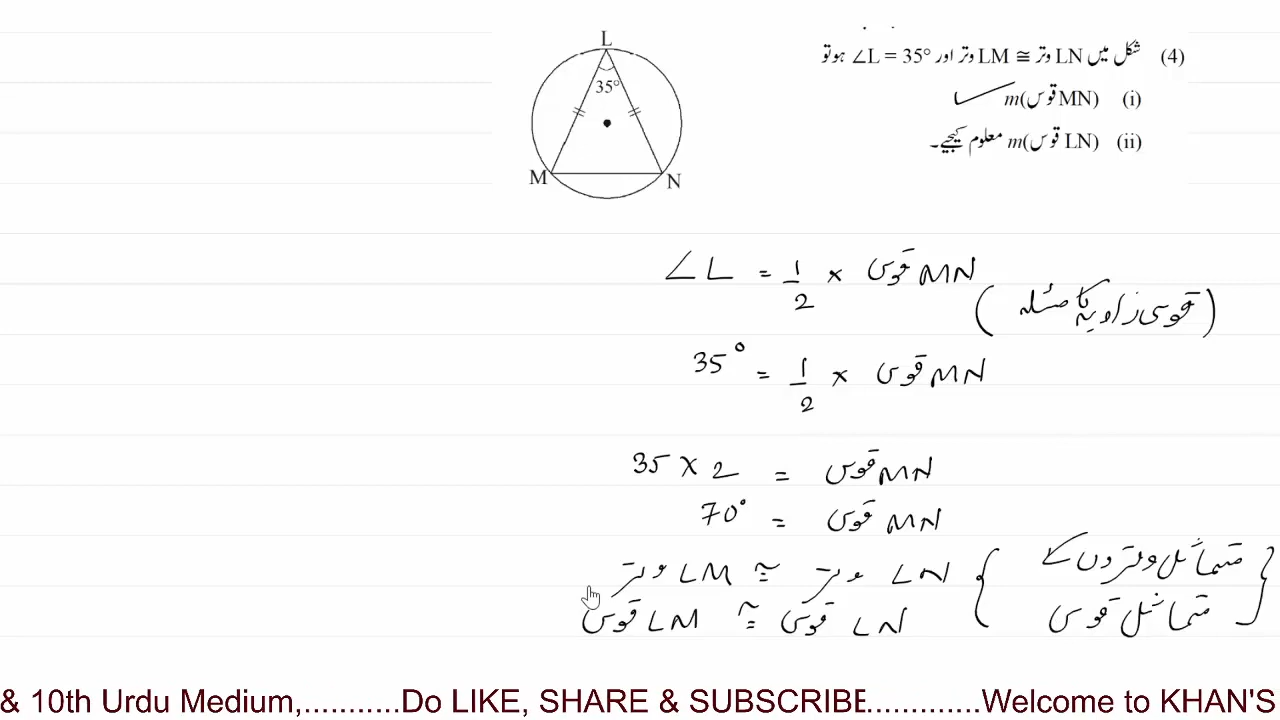 (4) شکل میں LN وتر ≅ LM وتر اور ∠L = 35° ہو تو
(i) m(قوس MN)
(ii) m(قوس LN) معلوم کیجیے۔
L
35°
M
N
∠L = 1/2 × قوس MN
(قوسی زاویہ کا مسئلہ)
35° = 1/2 × قوس MN
35 × 2 = قوس MN
70° = قوس MN
وتر LM ≅ وتر LN { متماثل وتروں کے
قوس LM ≅ قوس LN متماثل قوسی }
& 10th Urdu Medium,...........Do LIKE, SHARE & SUBSCRIBE.............Welcome to KHAN'S